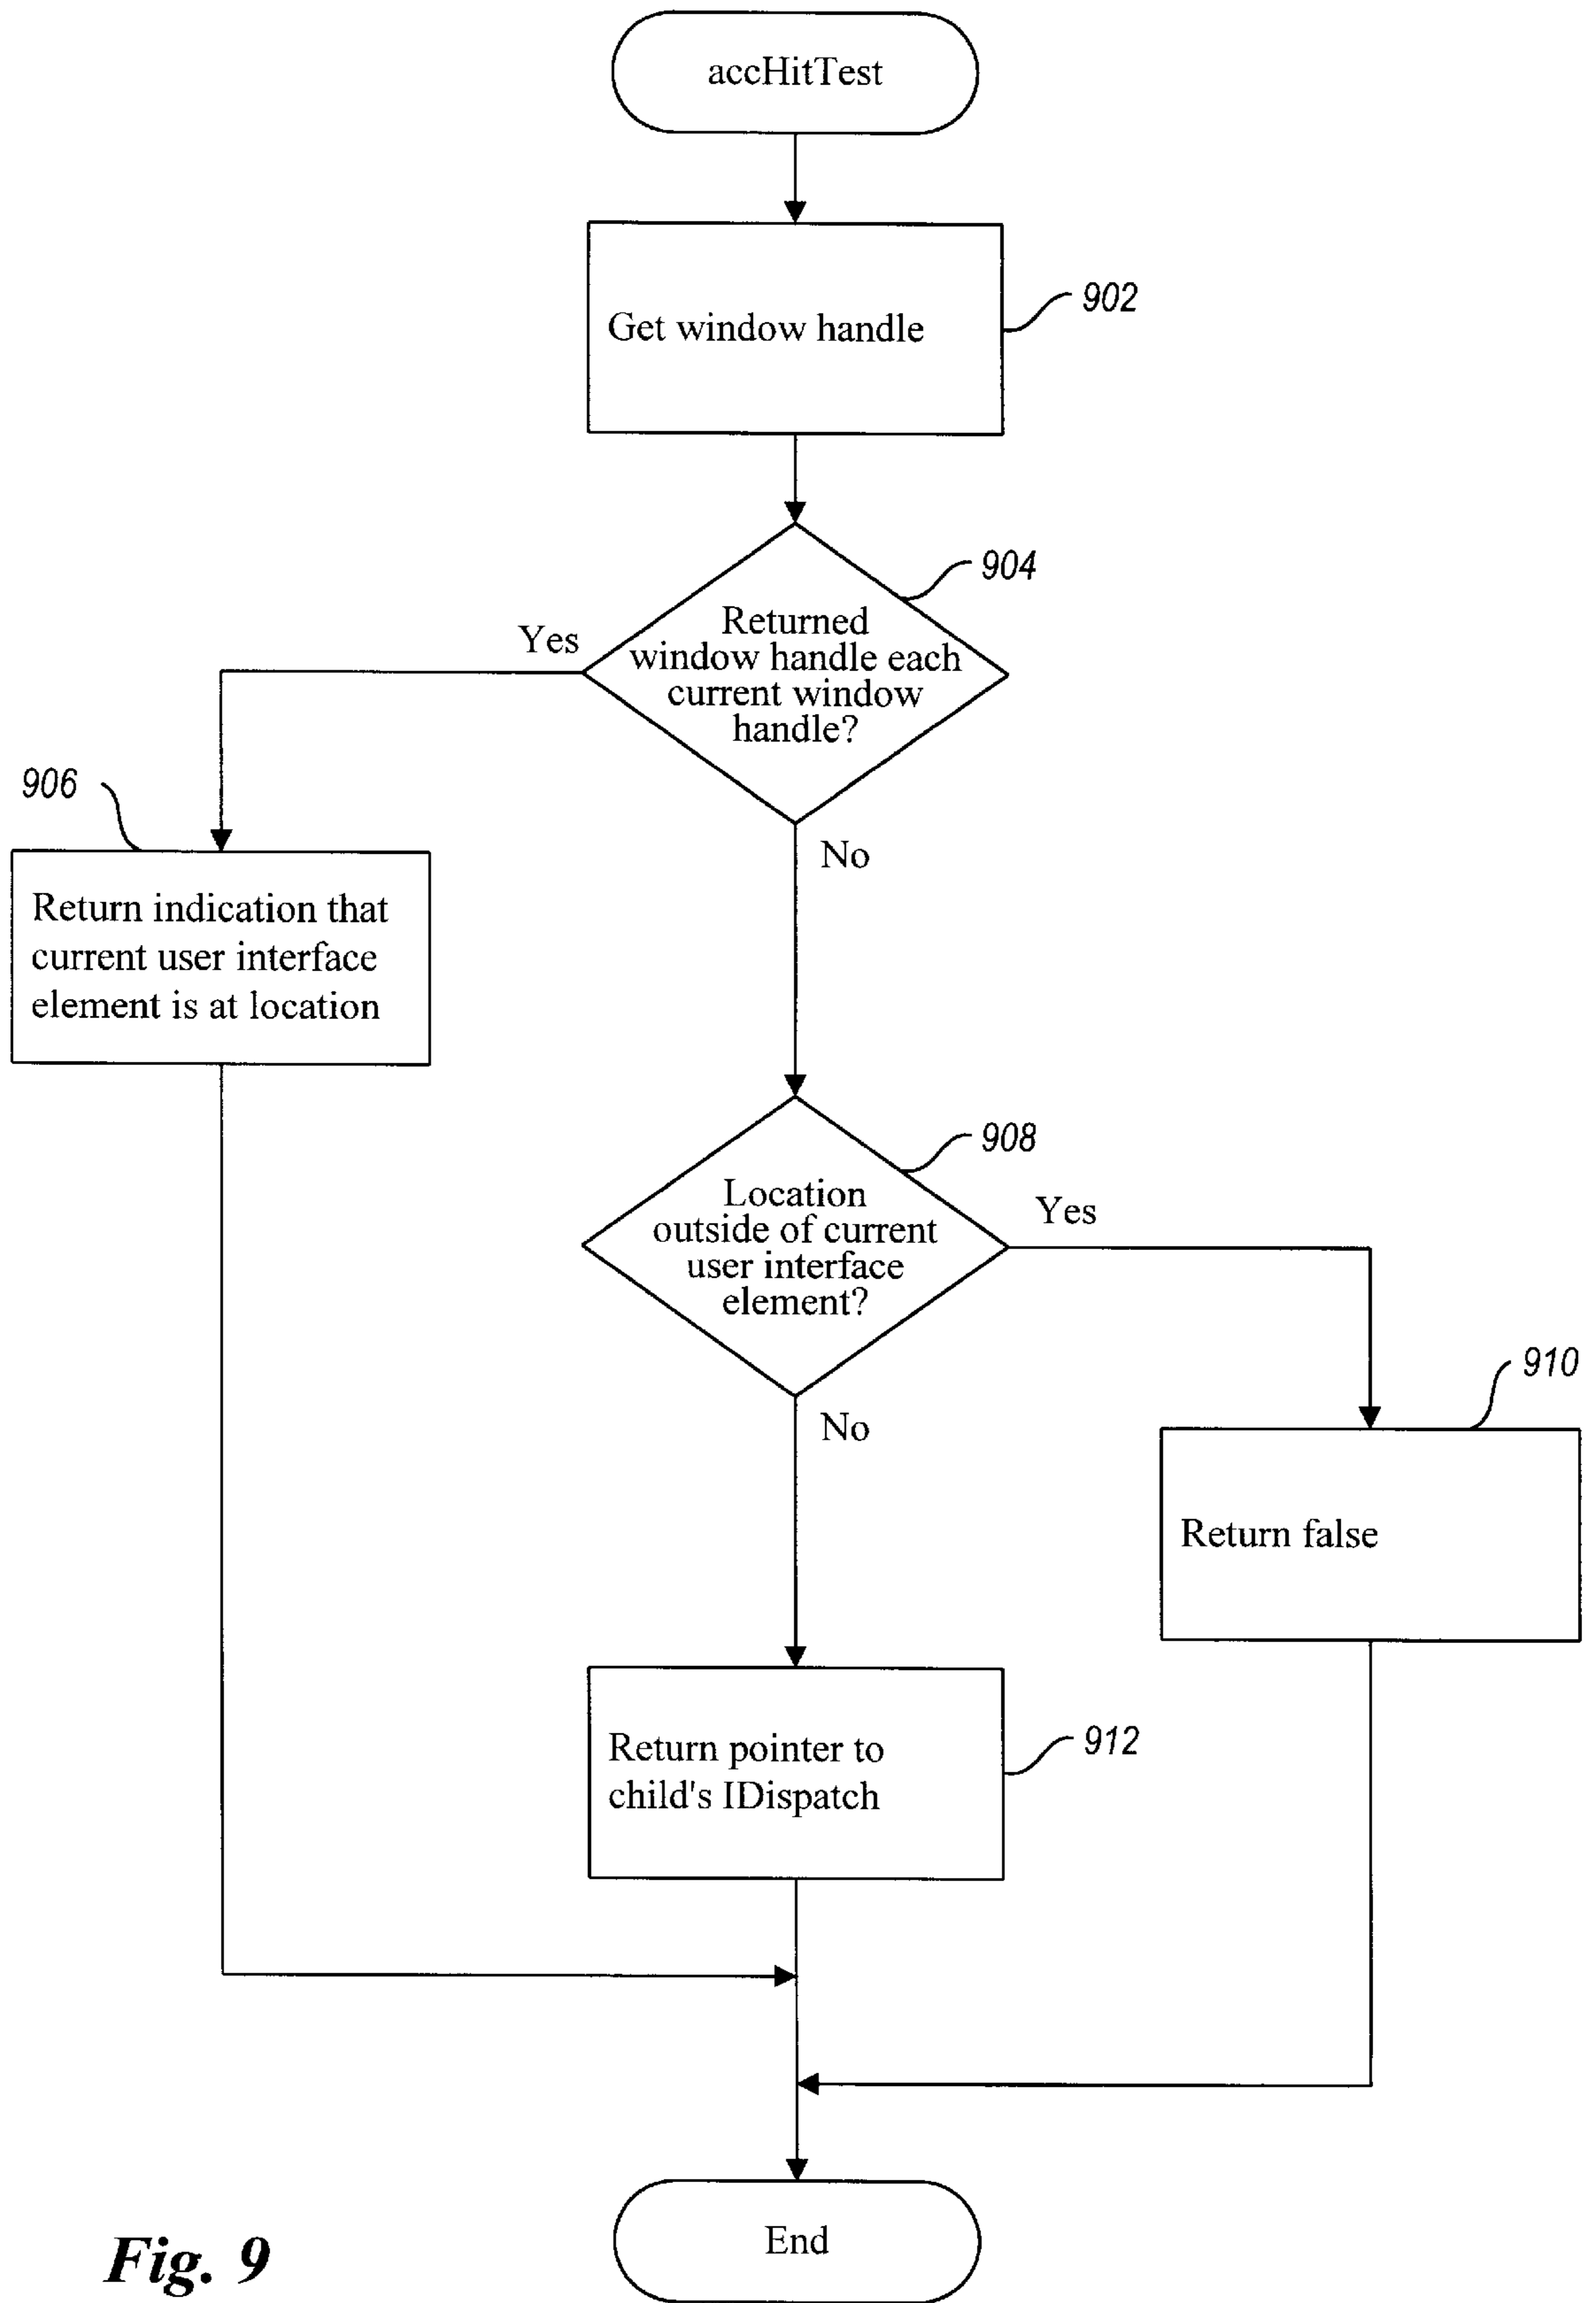 accHitTest
Get window handle
902
904
Returned
window handle each
current window
handle?
Yes
No
906
Return indication that
current user interface
element is at location
908
Location
outside of current
user interface
element?
Yes
No
910
Return false
Return pointer to
child's IDispatch
912
End
Fig. 9